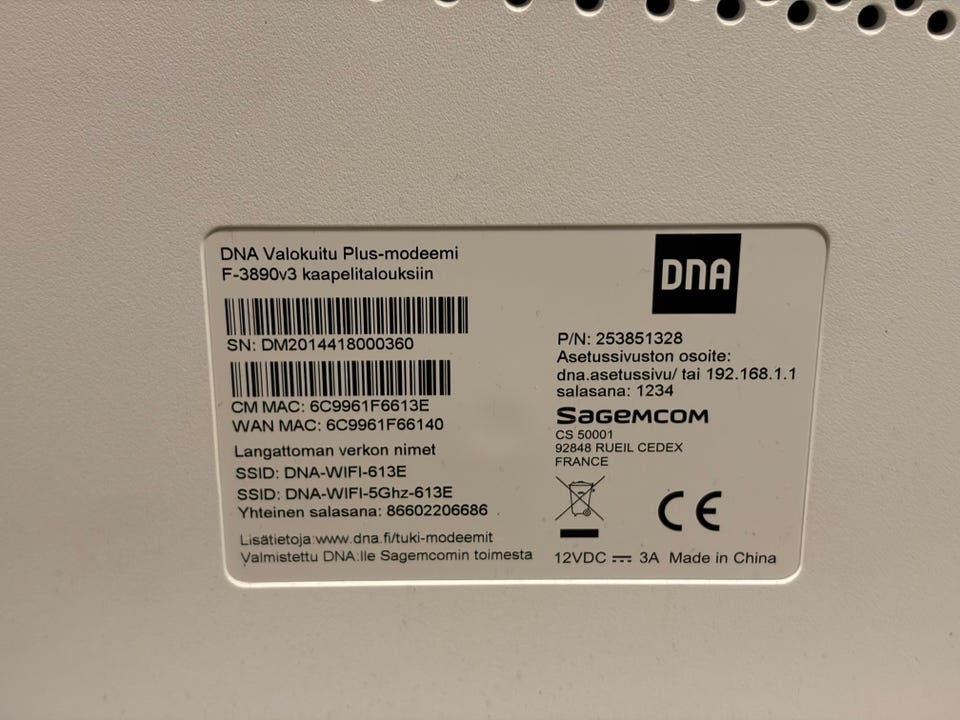 DNA Valokuitu Plus-modeemi
F-3890v3 kaapelitalouksiin
SN: DM2014418000360
CM MAC: 6C9961F6613E
WAN MAC: 6C9961F66140
Langattoman verkon nimet
SSID: DNA-WIFI-613E
SSID: DNA-WIFI-5Ghz-613E
Yhteinen salasana: 86602206686
Lisätietoja:www.dna.fi/tuki-modeemit
Valmistettu DNA:lle Sagemcomin toimesta
DNA
P/N: 253851328
Asetussivuston osoite:
dna.asetussivu/ tai 192.168.1.1
salasana: 1234
SAGEMCOM
CS 50001
92848 RUEIL CEDEX
FRANCE
CE
12VDC ⎓ 3A Made in China